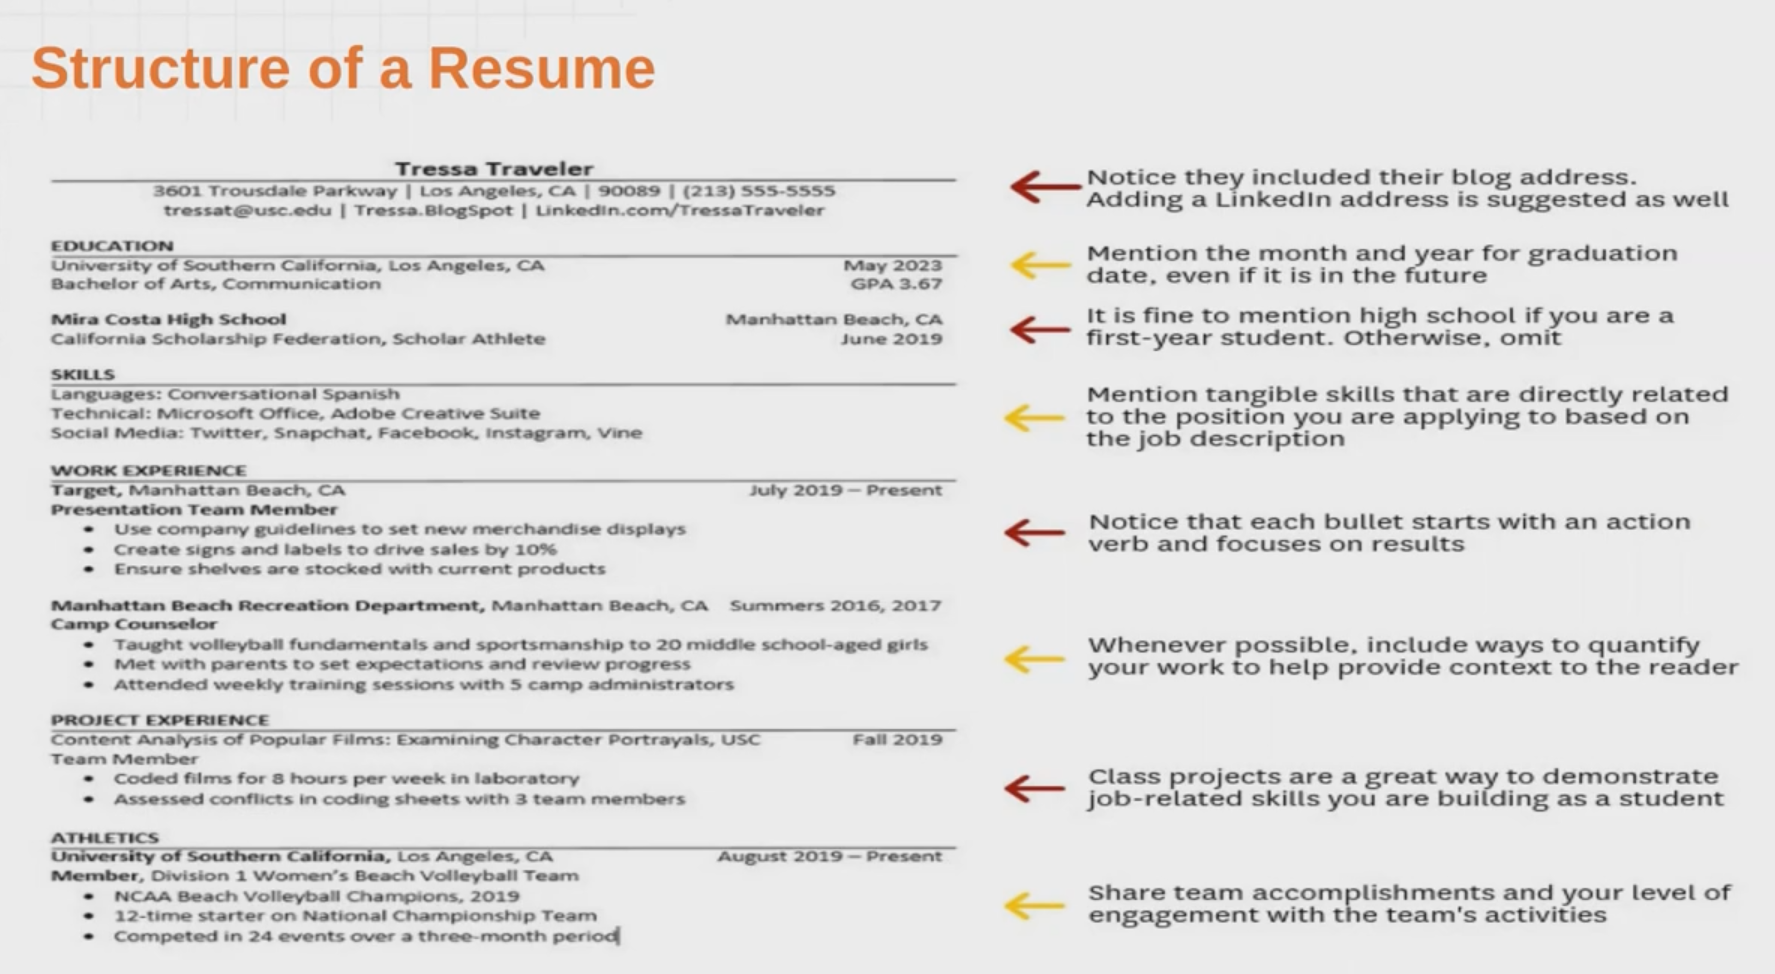 Structure of a Resume
Tressa Traveler
3601 Trousdale Parkway | Los Angeles, CA | 90089 | (213) 555-5555
tressat@usc.edu | Tressa.BlogSpot | LinkedIn.com/TressaTraveler
Notice they included their blog address.
Adding a LinkedIn address is suggested as well
EDUCATION
University of Southern California, Los Angeles, CA May 2023
Bachelor of Arts, Communication GPA 3.67
Mention the month and year for graduation
date, even if it is in the future
Mira Costa High School Manhattan Beach, CA
California Scholarship Federation, Scholar Athlete June 2019
It is fine to mention high school if you are a
first-year student. Otherwise, omit
SKILLS
Languages: Conversational Spanish
Technical: Microsoft Office, Adobe Creative Suite
Social Media: Twitter, Snapchat, Facebook, Instagram, Vine
Mention tangible skills that are directly related
to the position you are applying to based on
the job description
WORK EXPERIENCE
Target, Manhattan Beach, CA July 2019 – Present
Presentation Team Member
• Use company guidelines to set new merchandise displays
• Create signs and labels to drive sales by 10%
• Ensure shelves are stocked with current products
Notice that each bullet starts with an action
verb and focuses on results
Manhattan Beach Recreation Department, Manhattan Beach, CA Summers 2016, 2017
Camp Counselor
• Taught volleyball fundamentals and sportsmanship to 20 middle school-aged girls
• Met with parents to set expectations and review progress
• Attended weekly training sessions with 5 camp administrators
Whenever possible, include ways to quantify
your work to help provide context to the reader
PROJECT EXPERIENCE
Content Analysis of Popular Films: Examining Character Portrayals, USC Fall 2019
Team Member
• Coded films for 8 hours per week in laboratory
• Assessed conflicts in coding sheets with 3 team members
Class projects are a great way to demonstrate
job-related skills you are building as a student
ATHLETICS
University of Southern California, Los Angeles, CA August 2019 – Present
Member, Division 1 Women's Beach Volleyball Team
• NCAA Beach Volleyball Champions, 2019
• 12-time starter on National Championship Team
• Competed in 24 events over a three-month period
Share team accomplishments and your level of
engagement with the team's activities